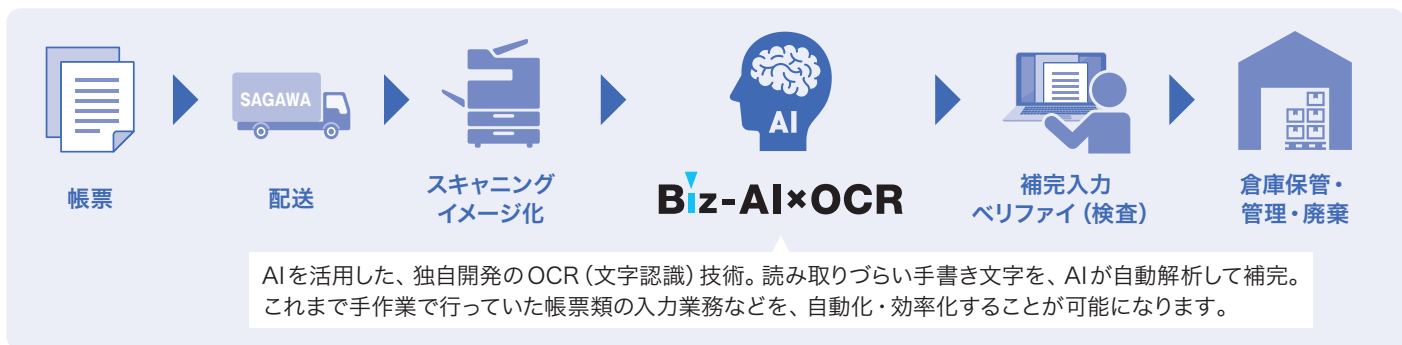 SAGAWA
AI
帳票
配送
スキャニング
イメージ化
Biz-AI×OCR
補完入力
ベリファイ（検査）
倉庫保管・
管理・廃棄
AIを活用した、独自開発のOCR（文字認識）技術。読み取りづらい手書き文字を、AIが自動解析して補完。
これまで手作業で行っていた帳票類の入力業務などを、自動化・効率化することが可能になります。